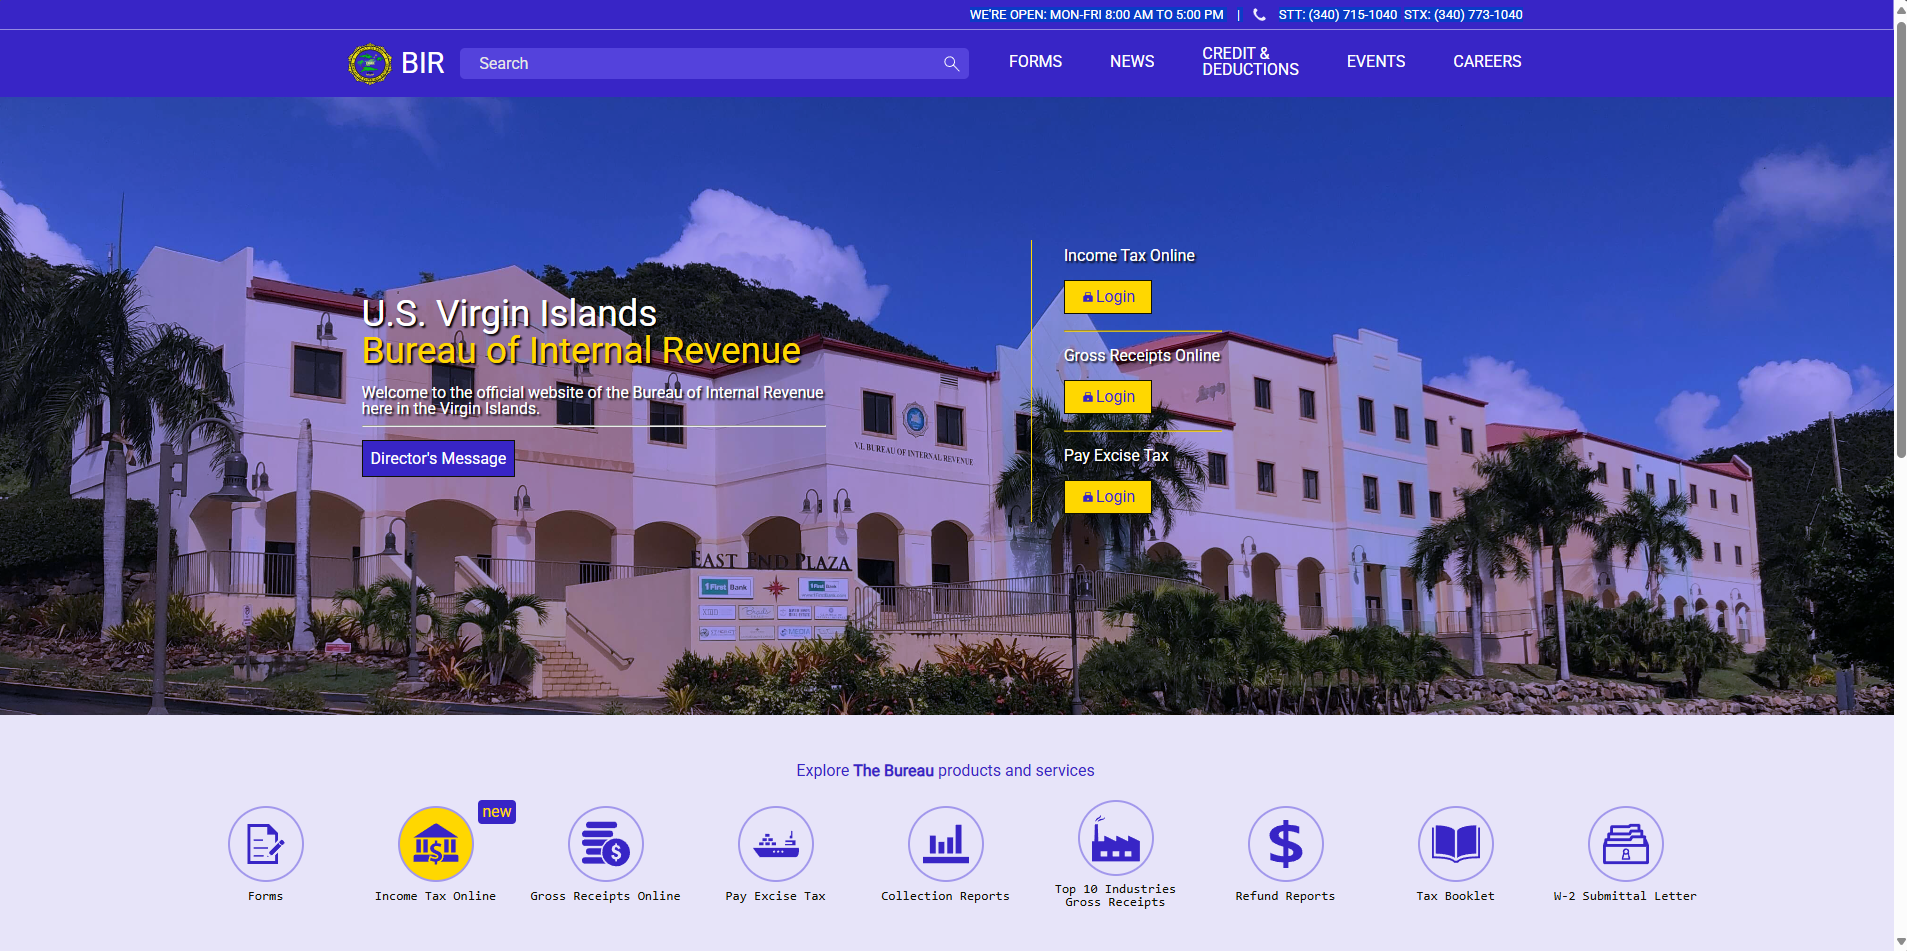 WE'RE OPEN: MON-FRI 8:00 AM TO 5:00 PM | STT: (340) 715-1040 STX: (340) 773-1040
BIR
Search
FORMS
NEWS
CREDIT &
DEDUCTIONS
EVENTS
CAREERS
U.S. Virgin Islands
Bureau of Internal Revenue
Welcome to the official website of the Bureau of Internal Revenue
here in the Virgin Islands.
Director's Message
Income Tax Online
Login
Gross Receipts Online
Login
Pay Excise Tax
Login
V.I. BUREAU OF INTERNAL REVENUE
EAST END PLAZA
1FirstBank
1FirstBank
Explore The Bureau products and services
new
Forms
Income Tax Online
Gross Receipts Online
Pay Excise Tax
Collection Reports
Top 10 Industries
Gross Receipts
Refund Reports
Tax Booklet
W-2 Submittal Letter